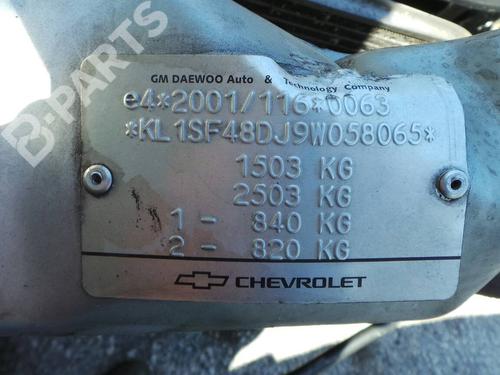 B-PARTS
GM DAEWOO Auto & Technology Company
e4*2001/116*0063
*KL1SF48DJ9W058065*
1503 KG
2503 KG
1 - 840 KG
2 - 820 KG
CHEVROLET